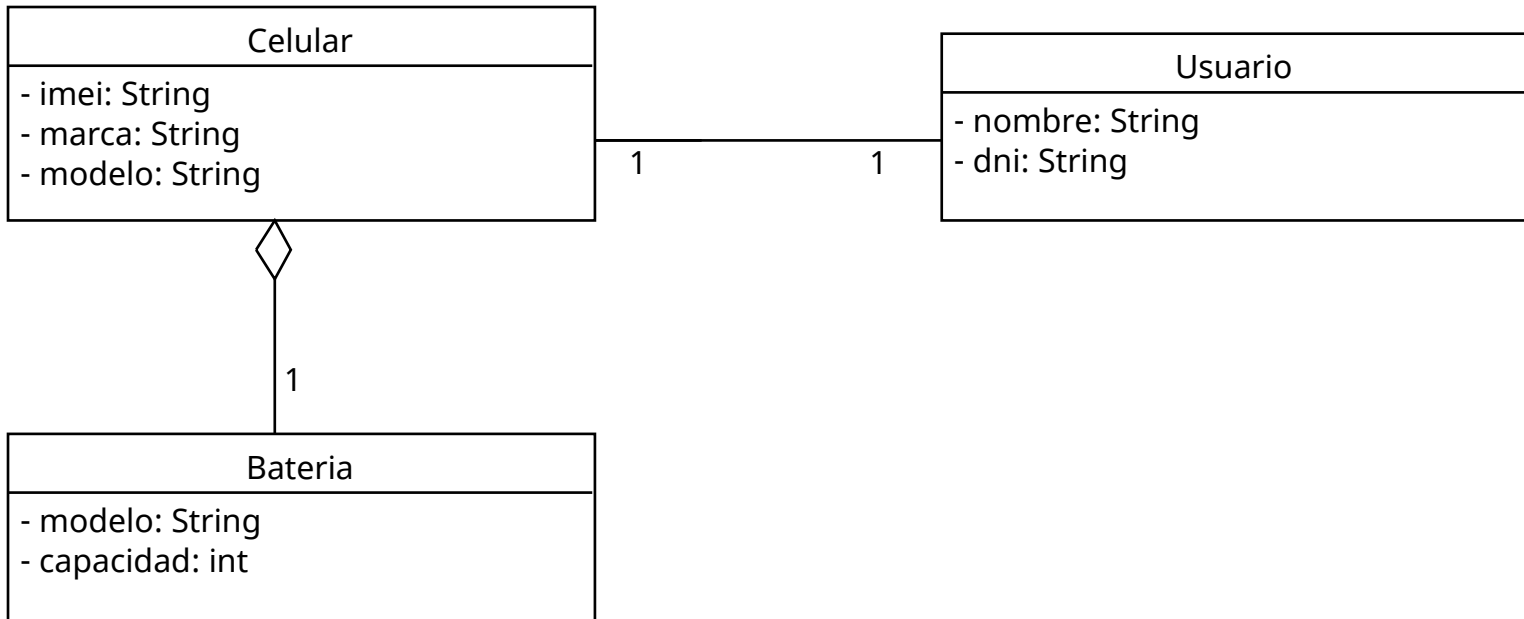 Celular
- imei: String
- marca: String
- modelo: String
Usuario
- nombre: String
- dni: String
1
1
1
Bateria
- modelo: String
- capacidad: int